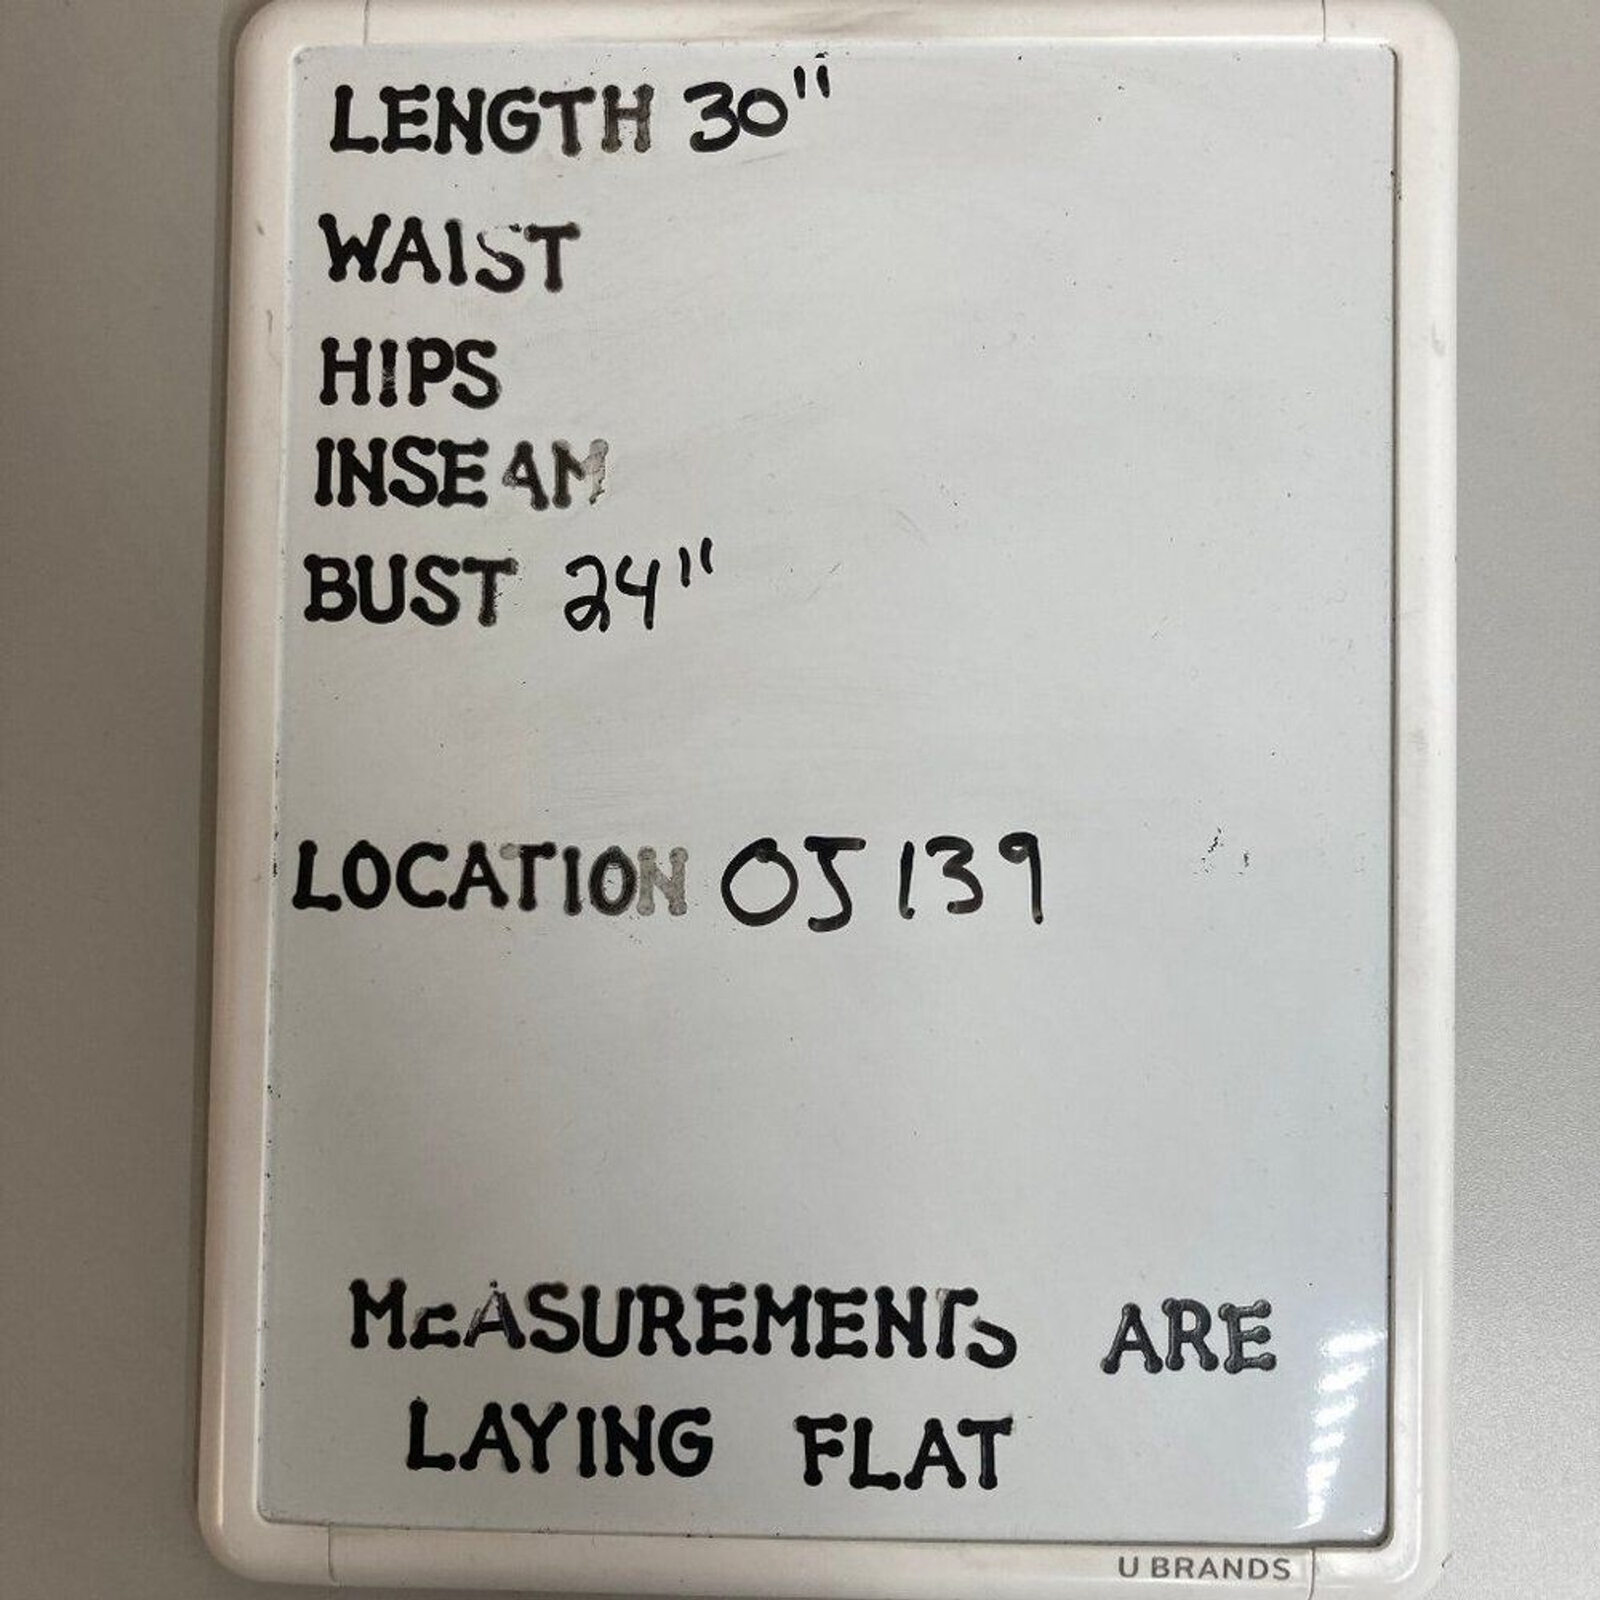 LENGTH 30"
WAIST
HIPS
INSEAM
BUST 24"
LOCATION 05139
MEASUREMENTS ARE
LAYING FLAT
U BRANDS